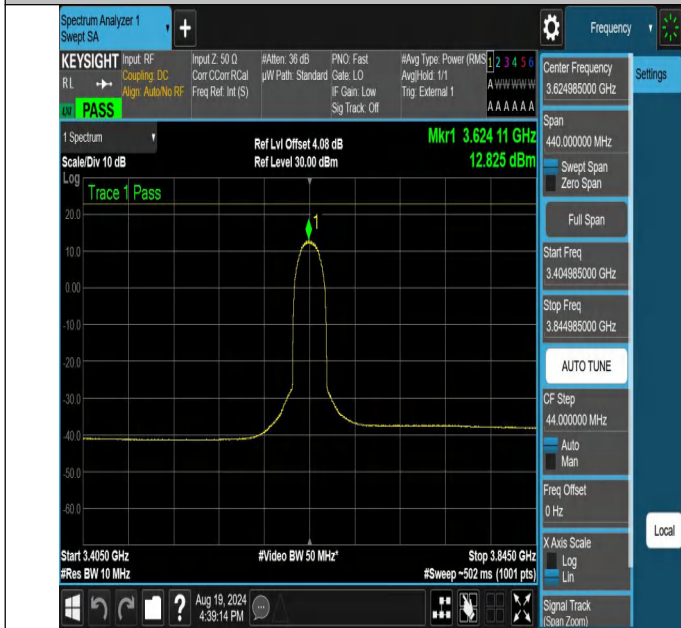 Spectrum Analyzer 1
Swept SA
+
Frequency
KEYSIGHT
RL
PASS
Input: RF
Coupling: DC
Align: Auto/No RF
Input Z: 50 Ω
Corr CCorr RCal
Freq Ref: Int (S)
#Atten: 36 dB
µW Path: Standard
PNO: Fast
Gate: LO
IF Gain: Low
Sig Track: Off
#Avg Type: Power (RMS
Avg|Hold: 1/1
Trig: External 1
1 2 3 4 5 6
A W W W W W
A A A A A A
1 Spectrum
Scale/Div 10 dB
Log
Ref Lvl Offset 4.08 dB
Ref Level 30.00 dBm
Mkr1 3.624 11 GHz
12.825 dBm
Trace 1 Pass
1
20.0
10.0
0.00
-10.0
-20.0
-30.0
-40.0
-50.0
-60.0
Start 3.4050 GHz
#Res BW 10 MHz
#Video BW 50 MHz*
Stop 3.8450 GHz
#Sweep ~502 ms (1001 pts)
?
Aug 19, 2024
4:39:14 PM
Center Frequency
3.624985000 GHz
Span
440.000000 MHz
Swept Span
Zero Span
Full Span
Start Freq
3.404985000 GHz
Stop Freq
3.844985000 GHz
AUTO TUNE
CF Step
44.000000 MHz
Auto
Man
Freq Offset
0 Hz
X Axis Scale
Log
Lin
Signal Track
(Span Zoom)
Settings
Local